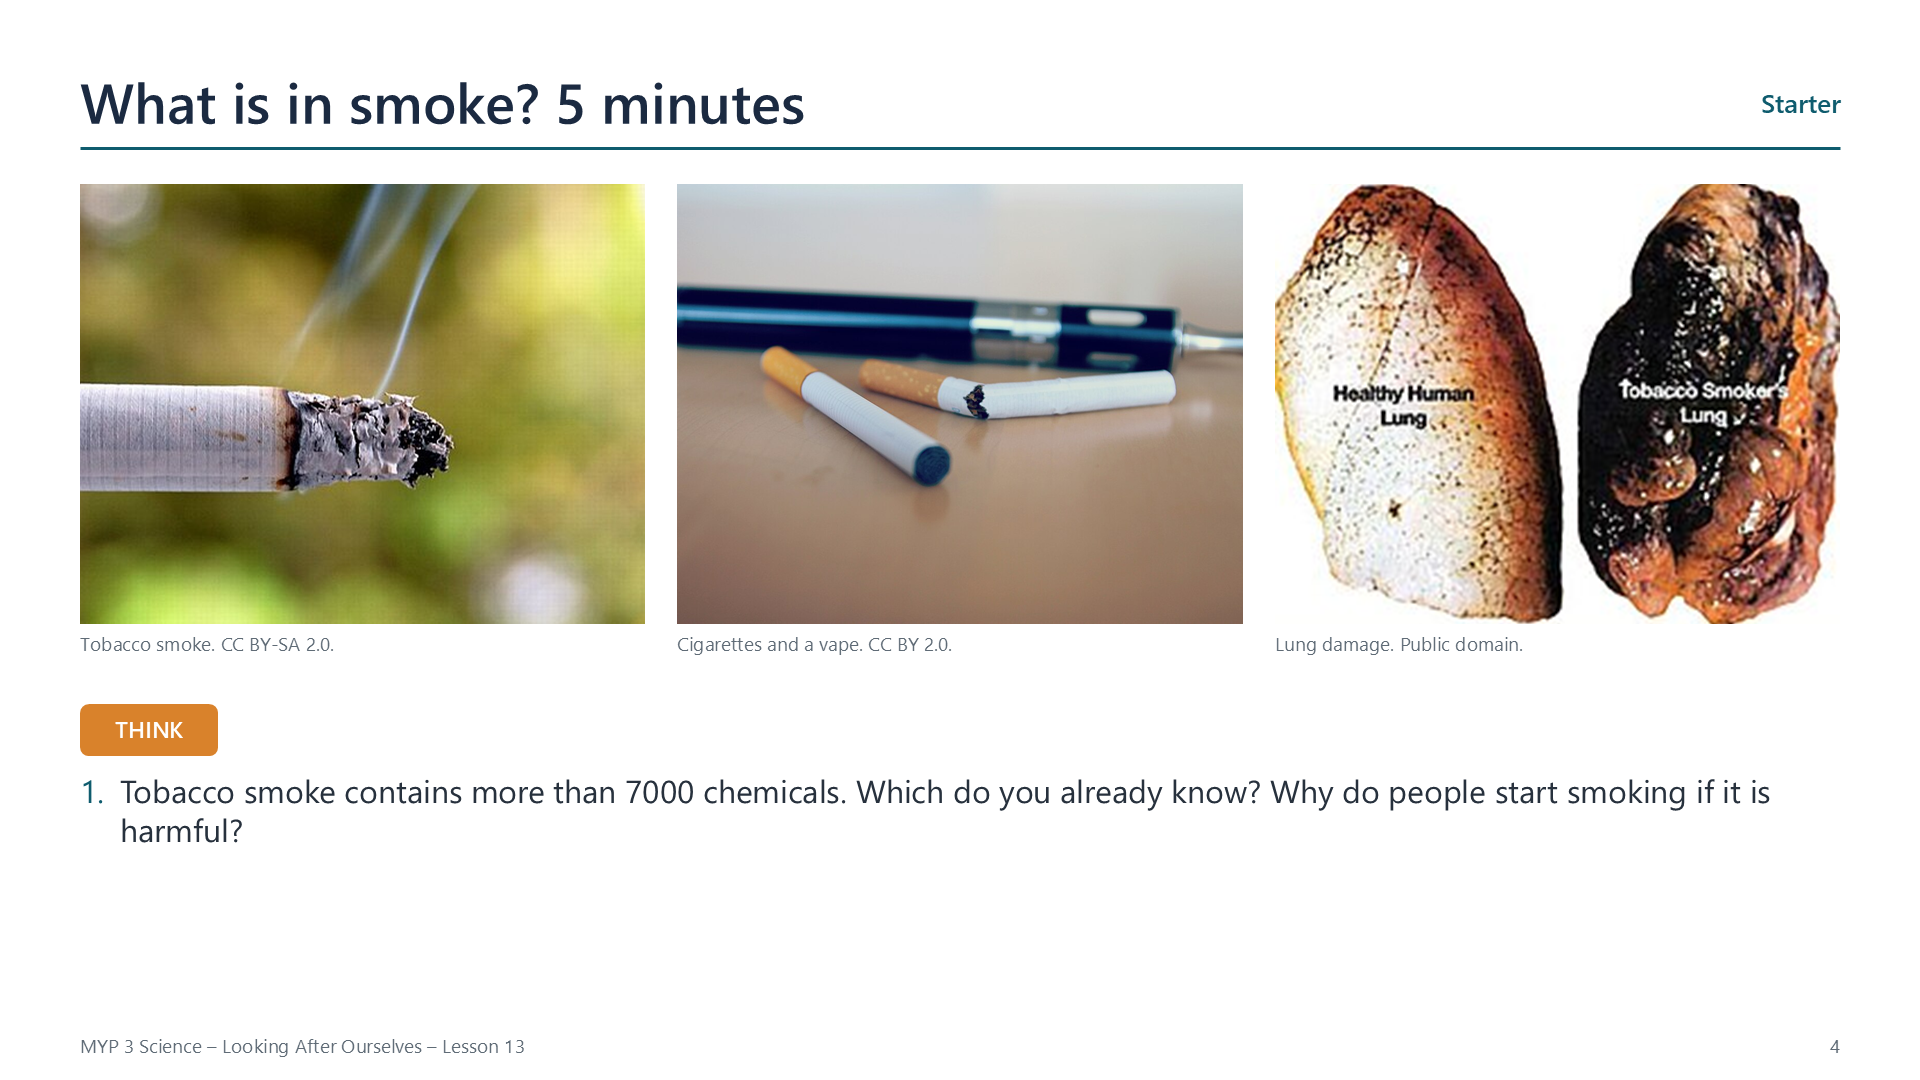 What is in smoke? 5 minutes
Starter
Healthy Human
Lung
Tobacco Smoker's
Lung
Tobacco smoke. CC BY-SA 2.0.
Cigarettes and a vape. CC BY 2.0.
Lung damage. Public domain.
THINK
1. Tobacco smoke contains more than 7000 chemicals. Which do you already know? Why do people start smoking if it is
harmful?
MYP 3 Science – Looking After Ourselves – Lesson 13
4